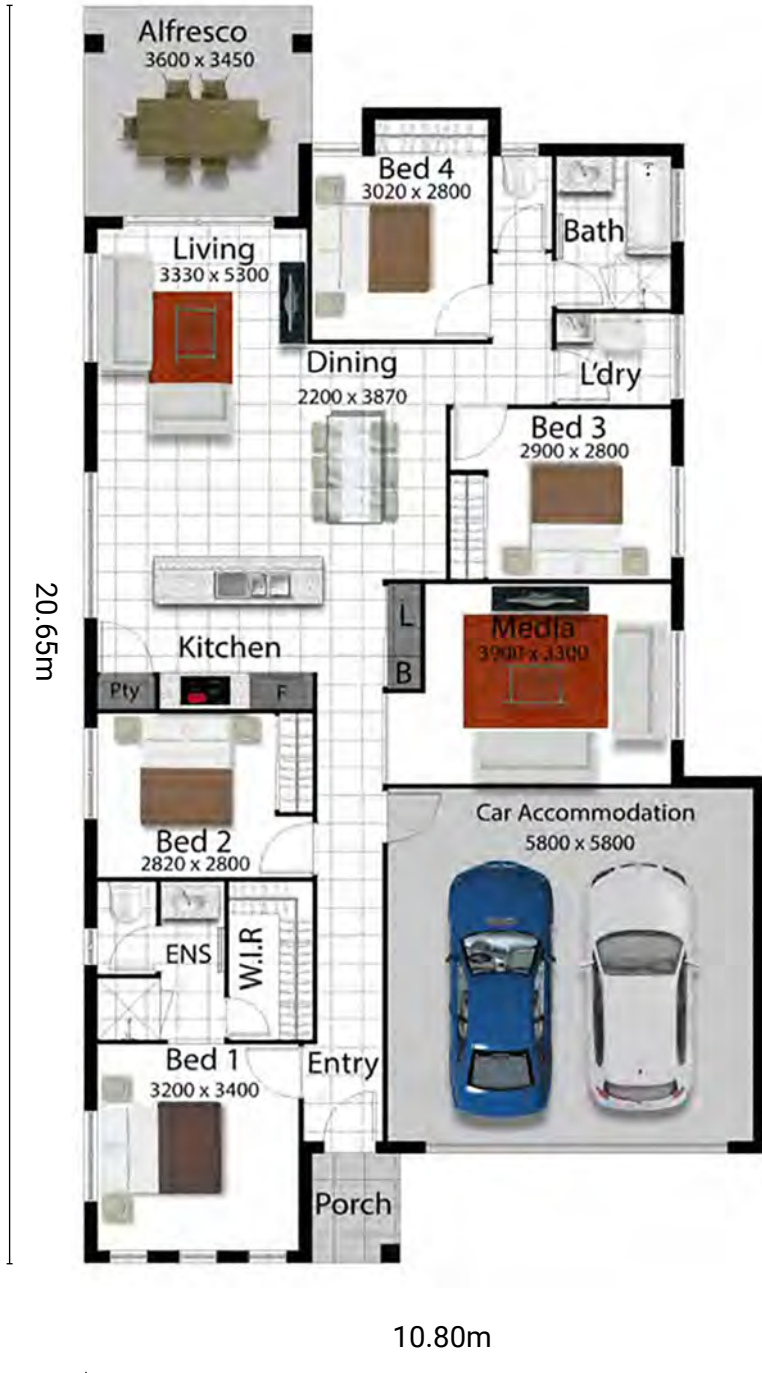 Alfresco
3600 x 3450
Bed 4
3020 x 2800
Bath
Living
3330 x 5300
Dining
2200 x 3870
L'dry
Bed 3
2900 x 2800
20.65m
Kitchen
L
B
Media
3900 x 3300
Pty
F
Bed 2
2820 x 2800
Car Accommodation
5800 x 5800
ENS
W.I.R
Bed 1
3200 x 3400
Entry
Porch
10.80m